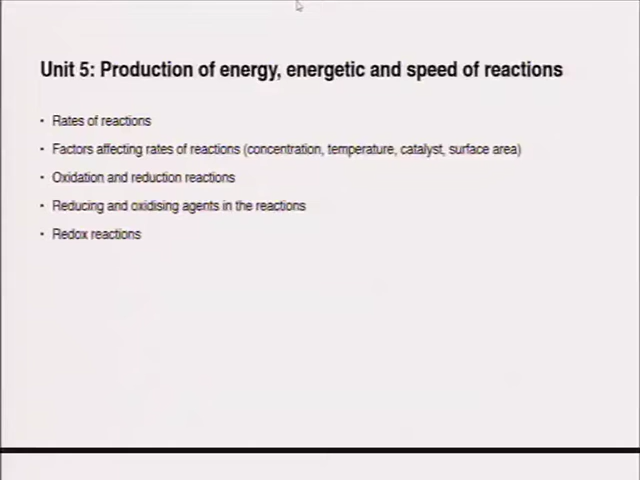 Unit 5: Production of energy, energetic and speed of reactions
• Rates of reactions
• Factors affecting rates of reactions (concentration, temperature, catalyst, surface area)
• Oxidation and reduction reactions
• Reducing and oxidising agents in the reactions
• Redox reactions